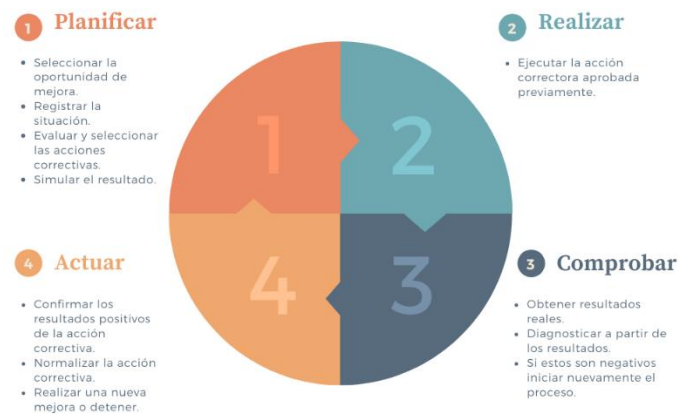 1 Planificar
• Seleccionar la
oportunidad de
mejora.
• Registrar la
situación.
• Evaluar y seleccionar
las acciones
correctivas.
• Simular el resultado.
2 Realizar
• Ejecutar la acción
correctora aprobada
previamente.
1
2
4
3
4 Actuar
• Confirmar los
resultados positivos
de la acción
correctiva.
• Normalizar la acción
correctiva.
• Realizar una nueva
mejora o detener.
3 Comprobar
• Obtener resultados
reales.
• Diagnosticar a partir de
los resultados.
• Si estos son negativos
iniciar nuevamente el
proceso.